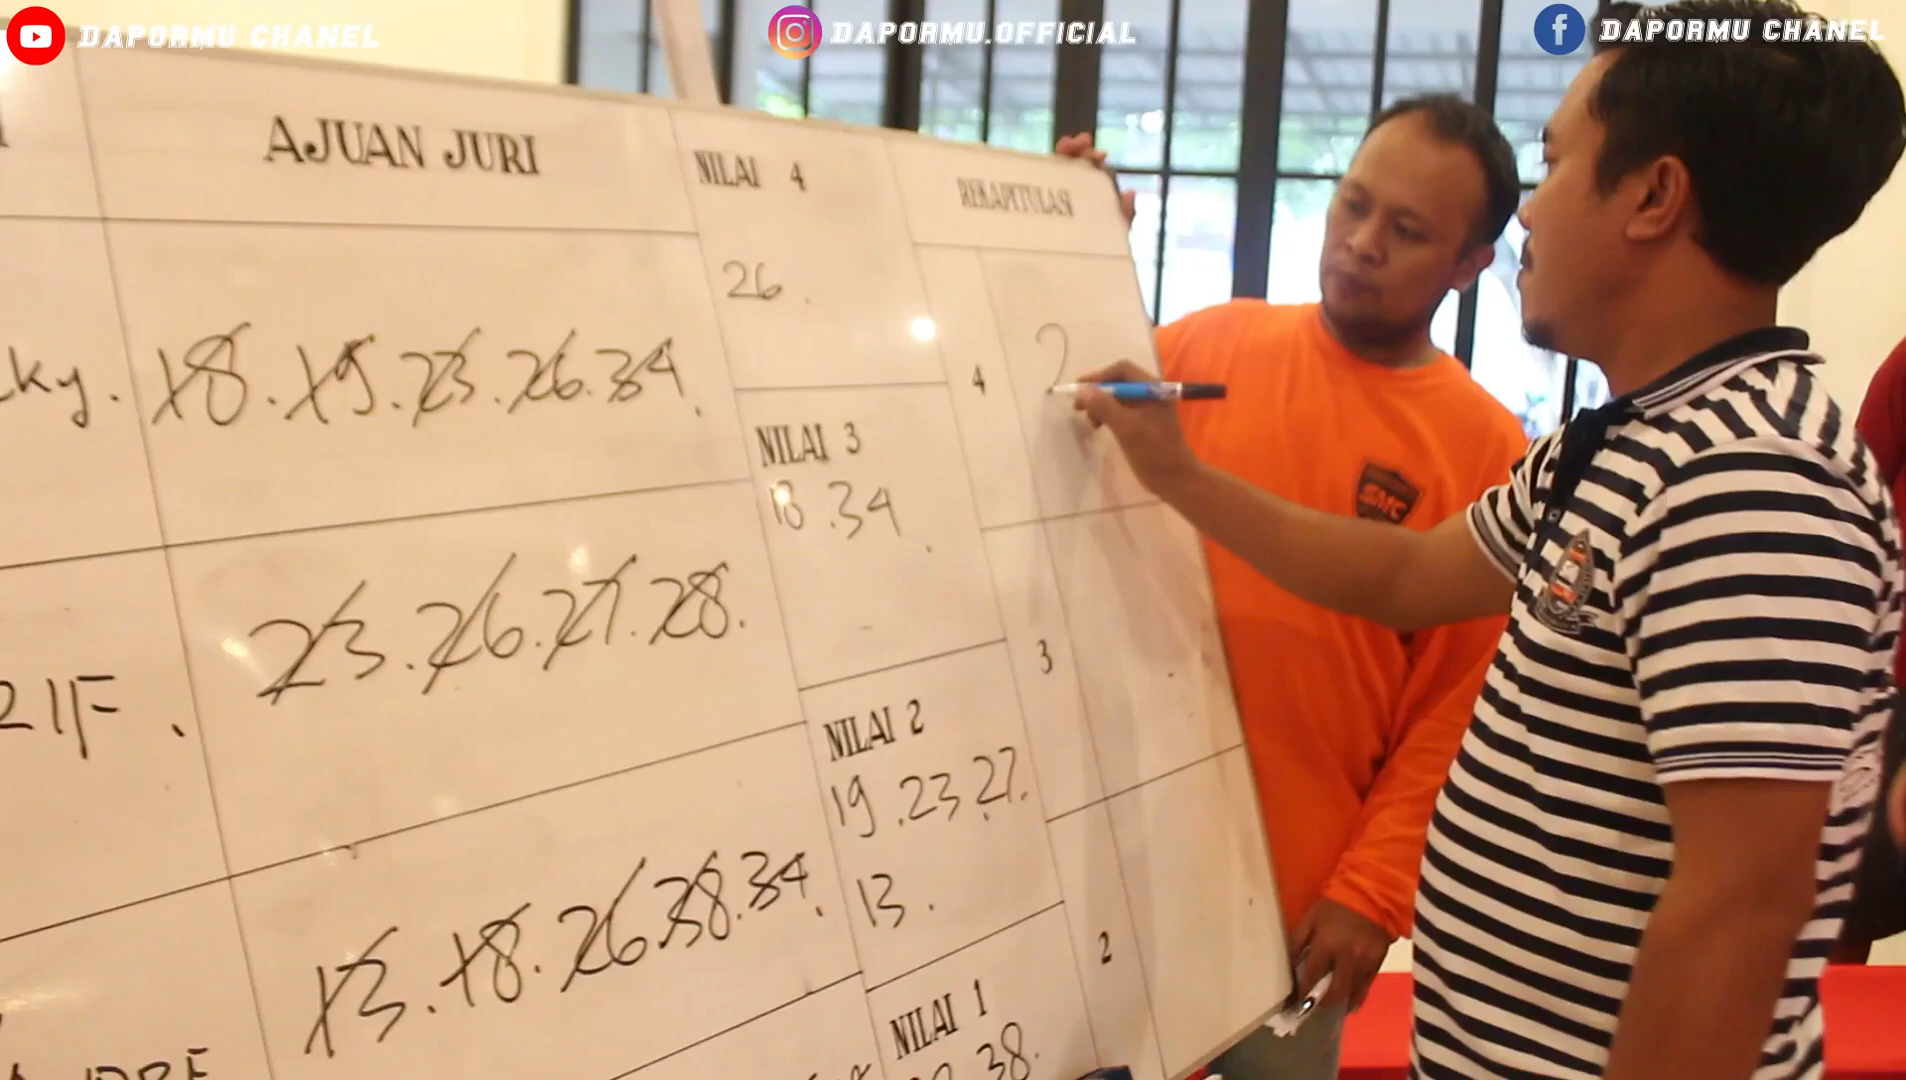 DAPORMU CHANEL
DAPORMU.OFFICIAL
DAPORMU CHANEL
AJUAN JURI
NILAI 4
REKAPITULASI
26.
cky.
18.19.23.26.34.
4
2
NILAI 3
18.34.
SMC
23.26.27.28.
3
RIF.
NILAI 2
19.23.27.
13.
13.18.26.38.34.
2
NILAI 1
38.